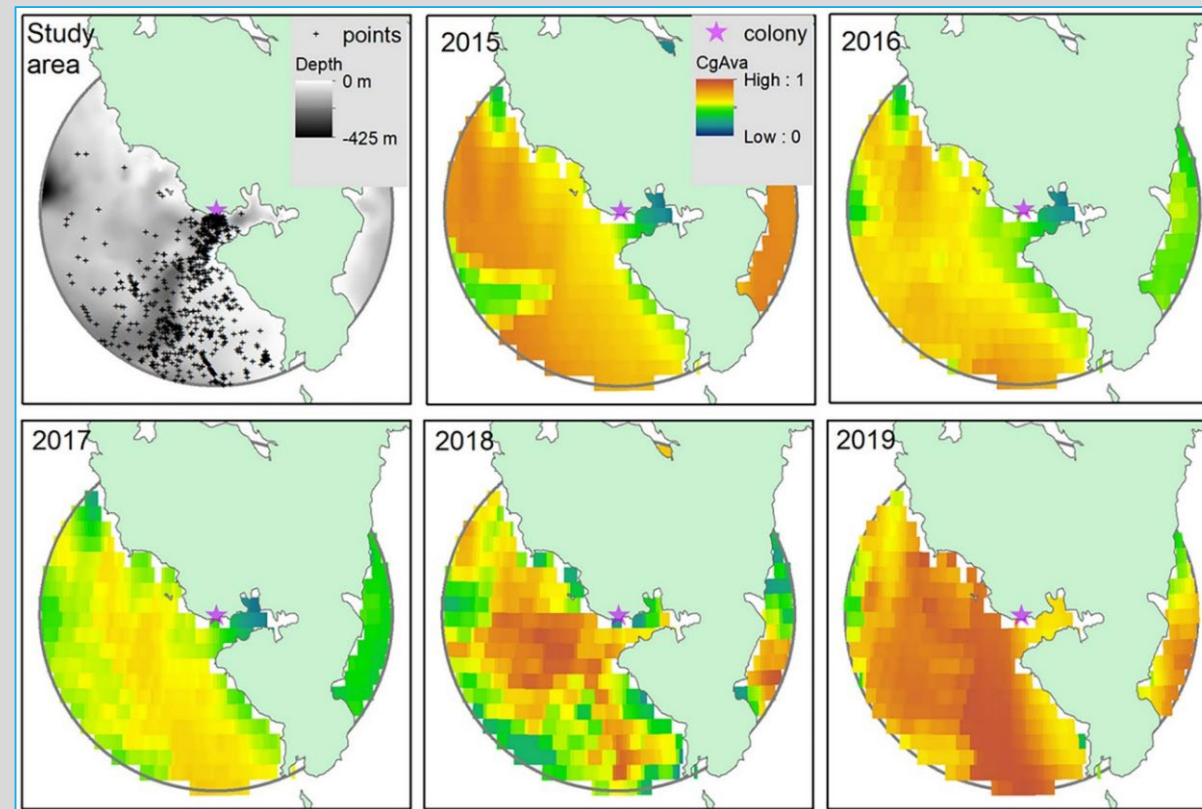 Study
area
points
Depth
0 m
-425 m
2015
colony
CgAva
High : 1
Low : 0
2016
2017
2018
2019